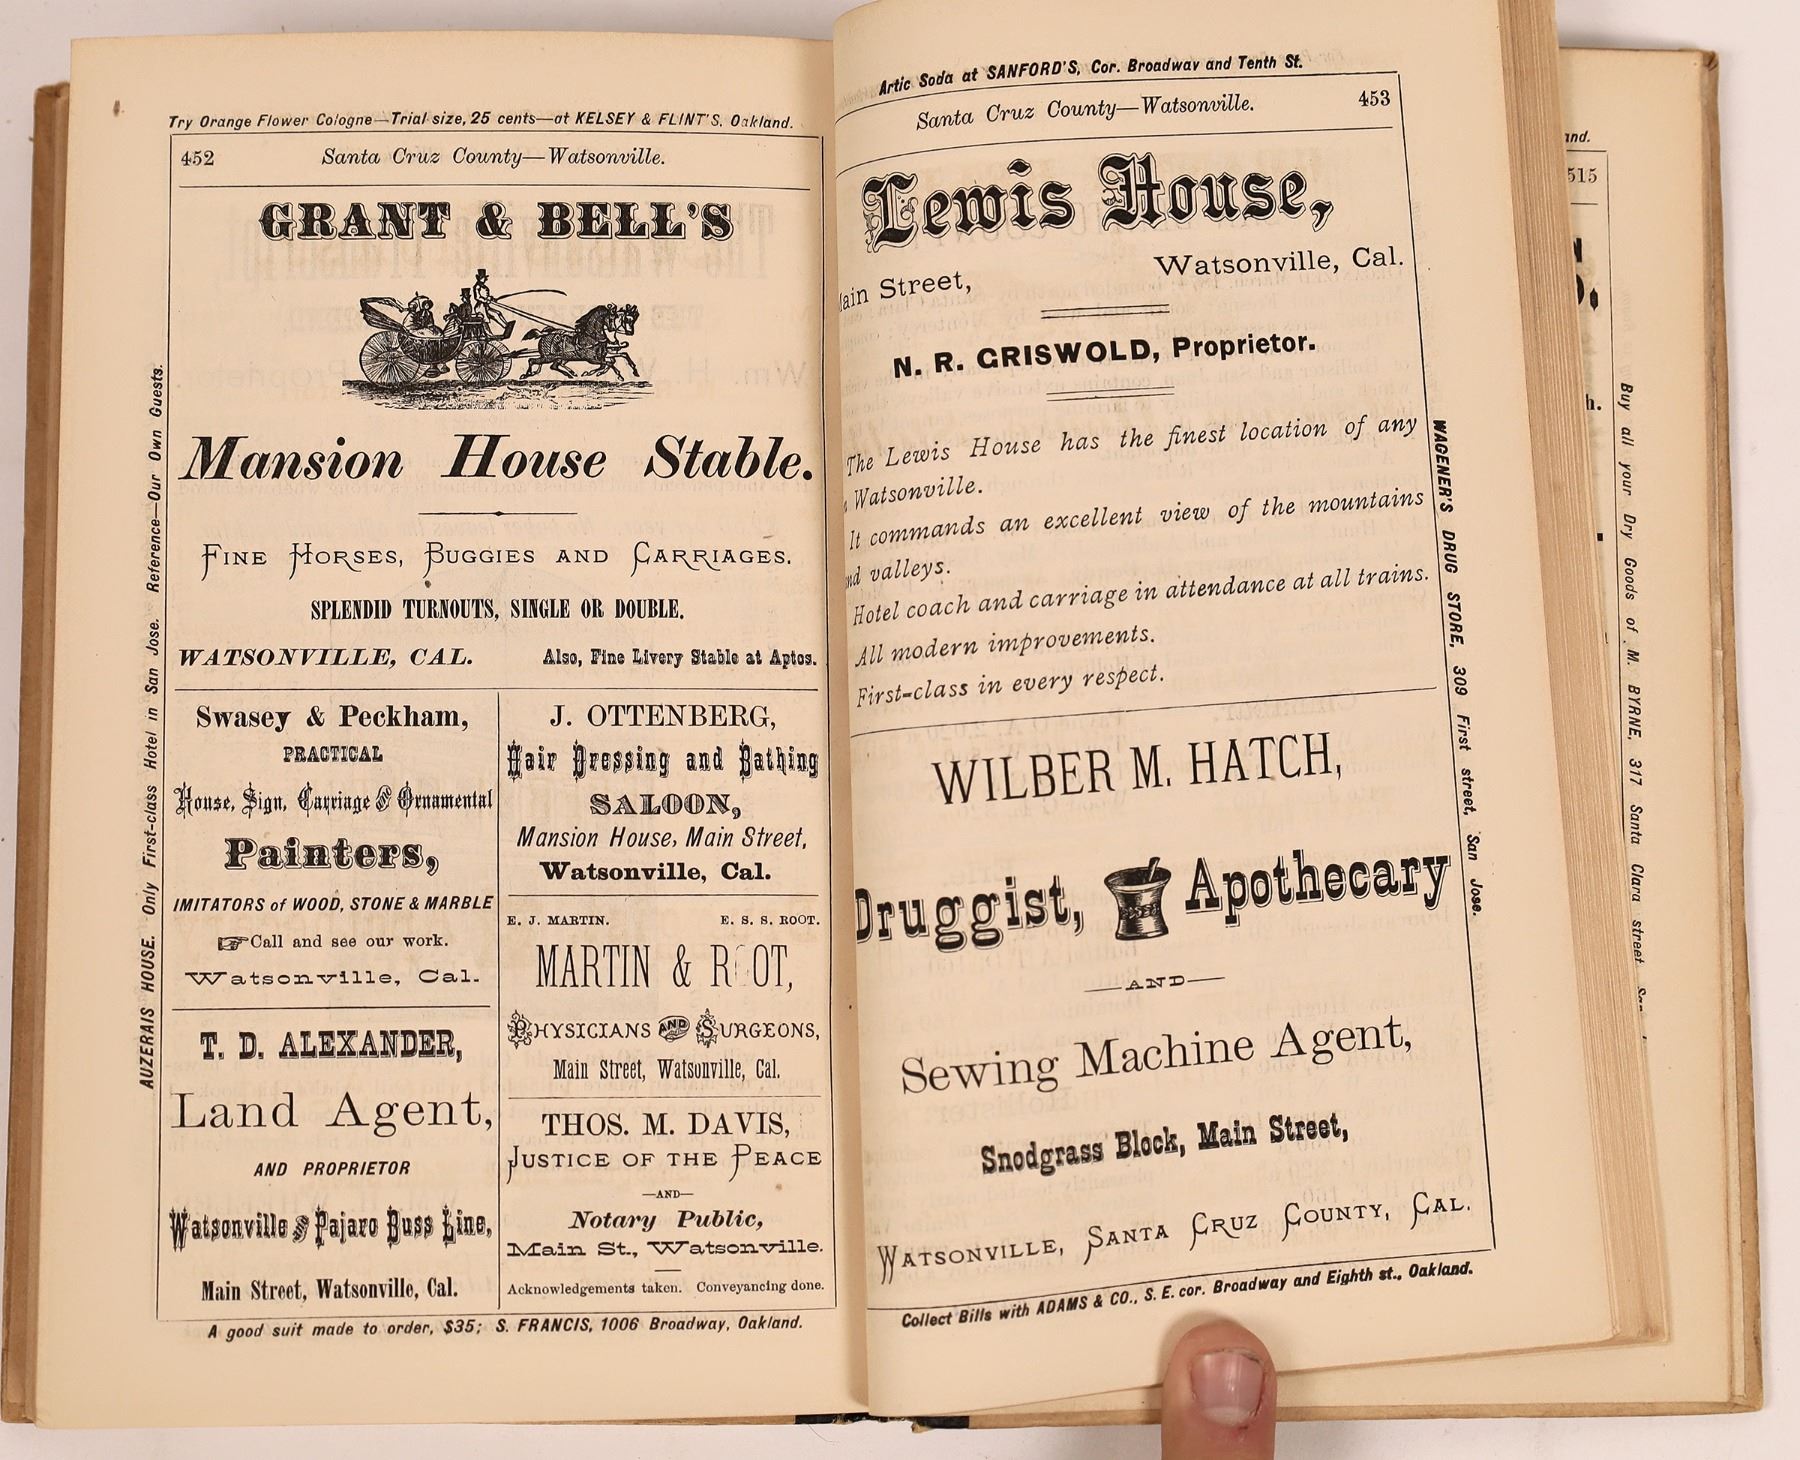 Try Orange Flower Cologne—Trial size, 25 cents—at KELSEY & FLINT'S, Oakland.
452
Santa Cruz County—Watsonville.
GRANT & BELL'S
Mansion House Stable.
FINE HORSES, BUGGIES AND CARRIAGES.
SPLENDID TURNOUTS, SINGLE OR DOUBLE.
WATSONVILLE, CAL.
Also, Fine Livery Stable at Aptos.
Swasey & Peckham,
PRACTICAL
House, Sign, Carriage & Ornamental
Painters,
IMITATORS of WOOD, STONE & MARBLE
Call and see our work.
Watsonville, Cal.
T. D. ALEXANDER,
Land Agent,
AND PROPRIETOR
Watsonville and Pajaro Buss Line,
Main Street, Watsonville, Cal.
J. OTTENBERG,
Hair Dressing and Bathing
SALOON,
Mansion House, Main Street,
Watsonville, Cal.
E. J. MARTIN.
E. S. S. ROOT.
MARTIN & ROOT,
PHYSICIANS AND SURGEONS,
Main Street, Watsonville, Cal.
THOS. M. DAVIS,
JUSTICE OF THE PEACE
—AND—
Notary Public,
Main St., Watsonville.
Acknowledgements taken. Conveyancing done.
A good suit made to order, $35; S. FRANCIS, 1006 Broadway, Oakland.
AUZERAIS HOUSE. Only First-class Hotel in San Jose. Reference—Our Own Guests.
Artic Soda at SANFORD'S, Cor. Broadway and Tenth St.
Santa Cruz County—Watsonville.
453
Lewis House,
Main Street,
Watsonville, Cal.
N. R. GRISWOLD, Proprietor.
The Lewis House has the finest location of any
Watsonville.
It commands an excellent view of the mountains
and valleys.
Hotel coach and carriage in attendance at all trains.
All modern improvements.
First-class in every respect.
WILBER M. HATCH,
Druggist, Apothecary
—AND—
Sewing Machine Agent,
Snodgrass Block, Main Street,
WATSONVILLE, SANTA CRUZ COUNTY, CAL.
Collect Bills with ADAMS & CO., S. E. cor. Broadway and Eighth st., Oakland.
WAGENER'S DRUG STORE, 309 First street, San Jose.
515
Buy all your Dry Goods of M. BYRNE, 317 Santa Clara street